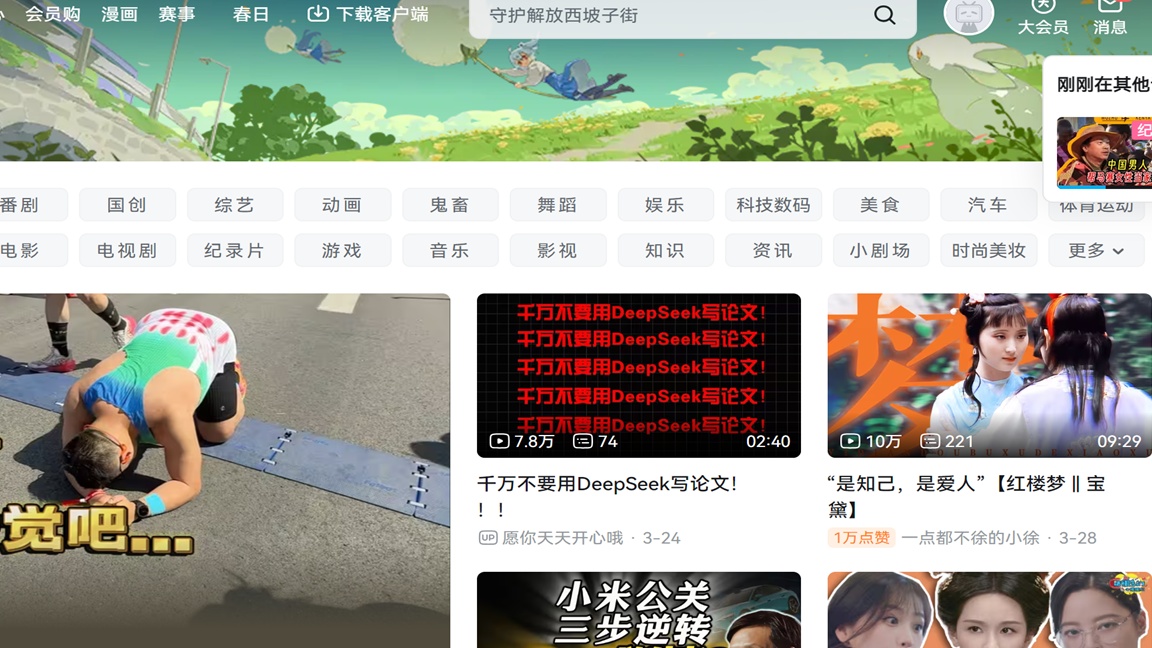 会员购 漫画 赛事 春日 下载客户端
守护解放西坡子街
大会员 消息
刚刚在其他
纪
中国男人
番剧 国创 综艺 动画 鬼畜 舞蹈 娱乐 科技数码 美食 汽车 体育运动
电影 电视剧 纪录片 游戏 音乐 影视 知识 资讯 小剧场 时尚美妆 更多
觉吧...
千万不要用DeepSeek写论文!
千万不要用DeepSeek写论文!
千万不要用DeepSeek写论文!
千万不要用DeepSeek写论文!
千万不要用DeepSeek写论文!
7.8万 74 02:40
千万不要用DeepSeek写论文!
! !
UP 愿你天天开心哦 · 3-24
梦
10万 221 09:29
“是知己，是爱人”【红楼梦 ‖ 宝
黛】
1万点赞 一点都不徐的小徐 · 3-28
小米公关
三步逆转